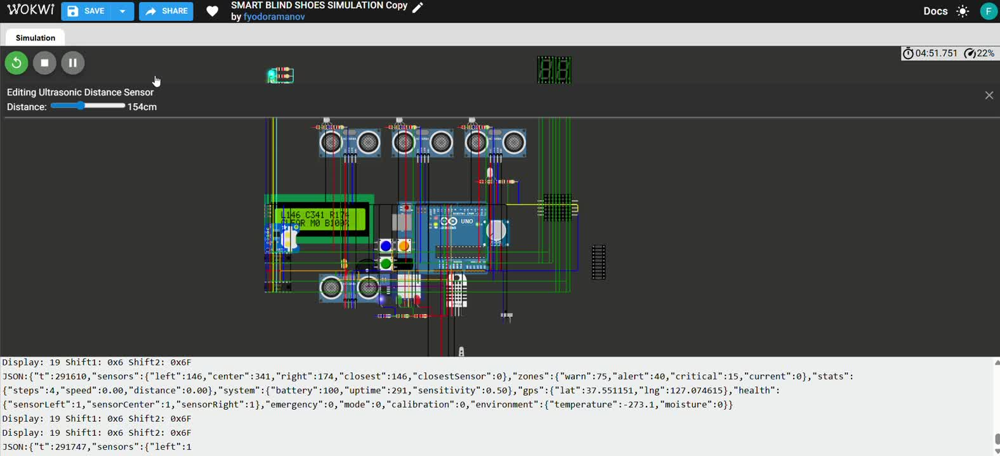 WOKWi
SAVE
SHARE
SMART BLIND SHOES SIMULATION Copy
by fyodoramanov
Docs
F
Simulation
04:51.751
22%
Editing Ultrasonic Distance Sensor
Distance: 154cm
L146 C341 R174
CLEAR M0 B100%
UNO
Display: 19 Shift1: 0x6 Shift2: 0x6F
JSON:{"t":291610,"sensors":{"left":146,"center":341,"right":174,"closest":146,"closestSensor":0},"zones":{"warn":75,"alert":40,"critical":15,"current":0},"stats":
{"steps":4,"speed":0.00,"distance":0.00},"system":{"battery":100,"uptime":291,"sensitivity":0.50},"gps":{"lat":37.551151,"lng":127.074615},"health":
{"sensorLeft":1,"sensorCenter":1,"sensorRight":1},"emergency":0,"mode":0,"calibration":0,"environment":{"temperature":-273.1,"moisture":0}}
Display: 19 Shift1: 0x6 Shift2: 0x6F
Display: 19 Shift1: 0x6 Shift2: 0x6F
JSON:{"t":291747,"sensors":{"left":1